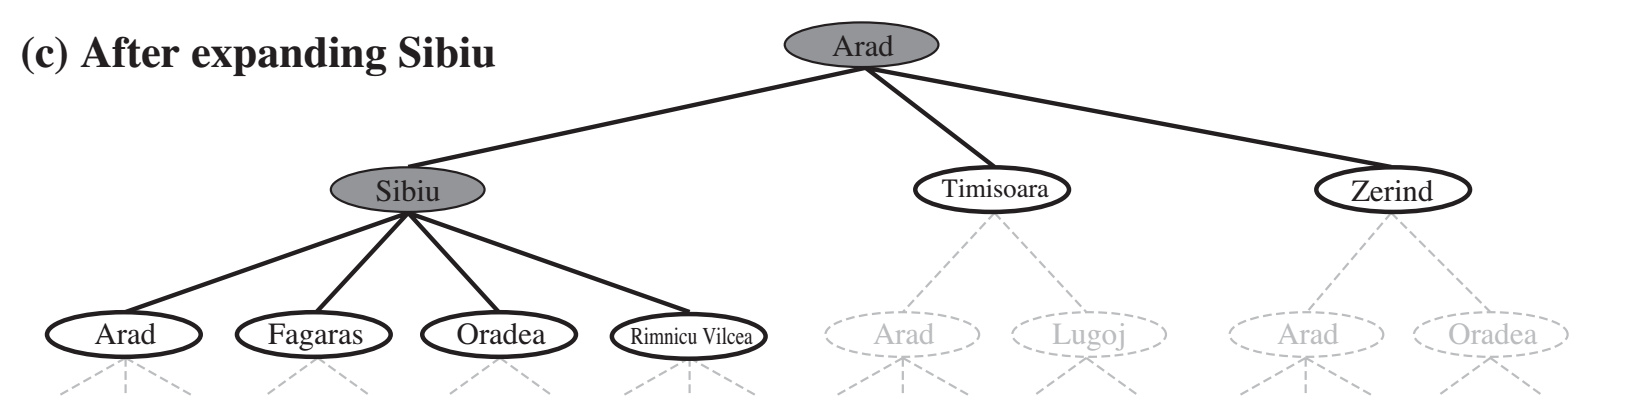 (c) After expanding Sibiu
Arad
Sibiu
Timisoara
Zerind
Arad
Fagaras
Oradea
Rimnicu Vilcea
Arad
Lugoj
Arad
Oradea